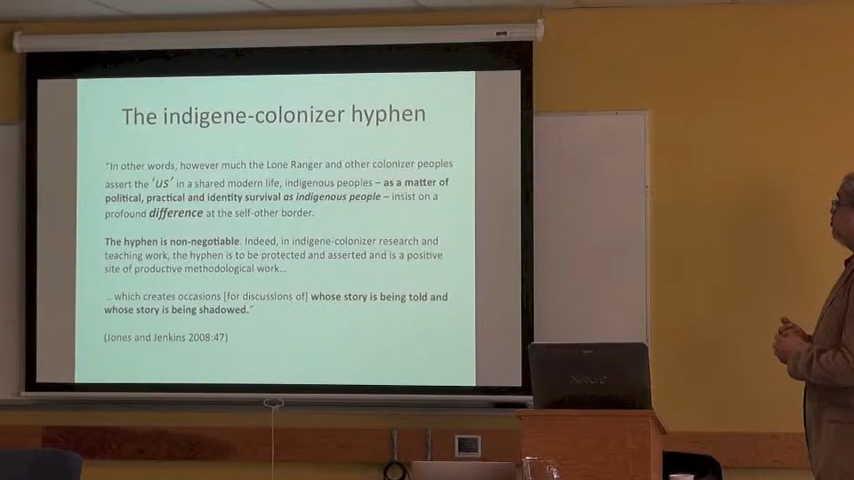 The indigene-colonizer hyphen
"In other words, however much the Lone Ranger and other colonizer peoples
assert the 'us' in a shared modern life, indigenous peoples – as a matter of
political, practical and identity survival as indigenous people – insist on a
profound difference at the self-other border.
The hyphen is non-negotiable. Indeed, in indigene-colonizer research and
teaching work, the hyphen is to be protected and asserted and is a positive
site of productive methodological work...
.. which creates occasions [for discussions of] whose story is being told and
whose story is being shadowed."
(Jones and Jenkins 2008:47)
VAIO